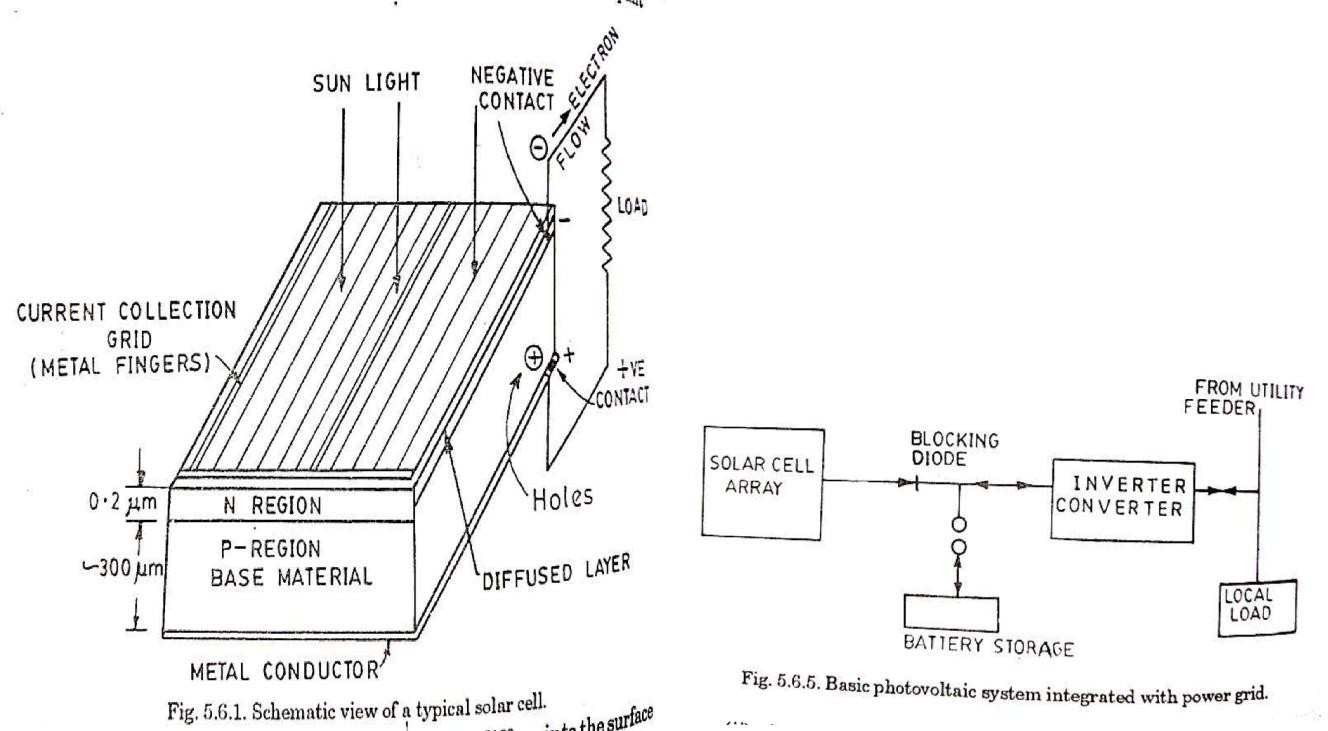 SUN LIGHT
NEGATIVE
CONTACT
ELECTRON
FLOW
-
LOAD
-
CURRENT COLLECTION
GRID
(METAL FINGERS)
+
+
+VE
CONTACT
Holes
0.2 µm
N REGION
P-REGION
BASE MATERIAL
~300 µm
DIFFUSED LAYER
METAL CONDUCTOR
Fig. 5.6.1. Schematic view of a typical solar cell.
into the surface
FROM UTILITY
FEEDER
SOLAR CELL
ARRAY
BLOCKING
DIODE
INVERTER
CONVERTER
LOCAL
LOAD
BATTERY STORAGE
Fig. 5.6.5. Basic photovoltaic system integrated with power grid.